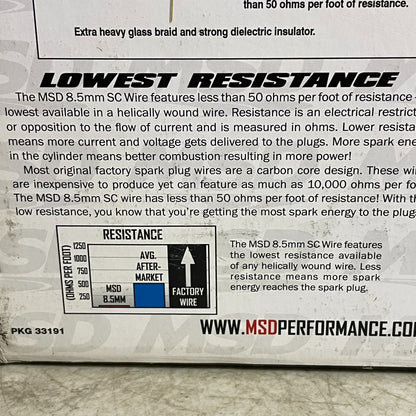 than 50 ohms per foot of resistance.
Extra heavy glass braid and strong dielectric insulator.
LOWEST RESISTANCE
The MSD 8.5mm SC Wire features less than 50 ohms per foot of resistance
lowest available in a helically wound wire. Resistance is an electrical restrict
or opposition to the flow of current and is measured in ohms. Lower resista
means more current and voltage gets delivered to the plugs. More spark ene
in the cylinder means better combustion resulting in more power!
Most original factory spark plug wires are a carbon core design. These wi
are inexpensive to produce yet can feature as much as 10,000 ohms per fo
The MSD 8.5mm SC wire has less than 50 ohms per foot of resistance! With th
low resistance, you know that you're getting the most spark energy to the plug
RESISTANCE
(OHMS PER FOOT)
1250
1000
750
500
250
MSD
8.5MM
AVG.
AFTER-
MARKET
FACTORY
WIRE
The MSD 8.5mm SC Wire features
the lowest resistance available
of any helically wound wire. Less
resistance means more spark
energy reaches the spark plug.
PKG 33191
WWW.MSDPERFORMANCE.CO
MSD